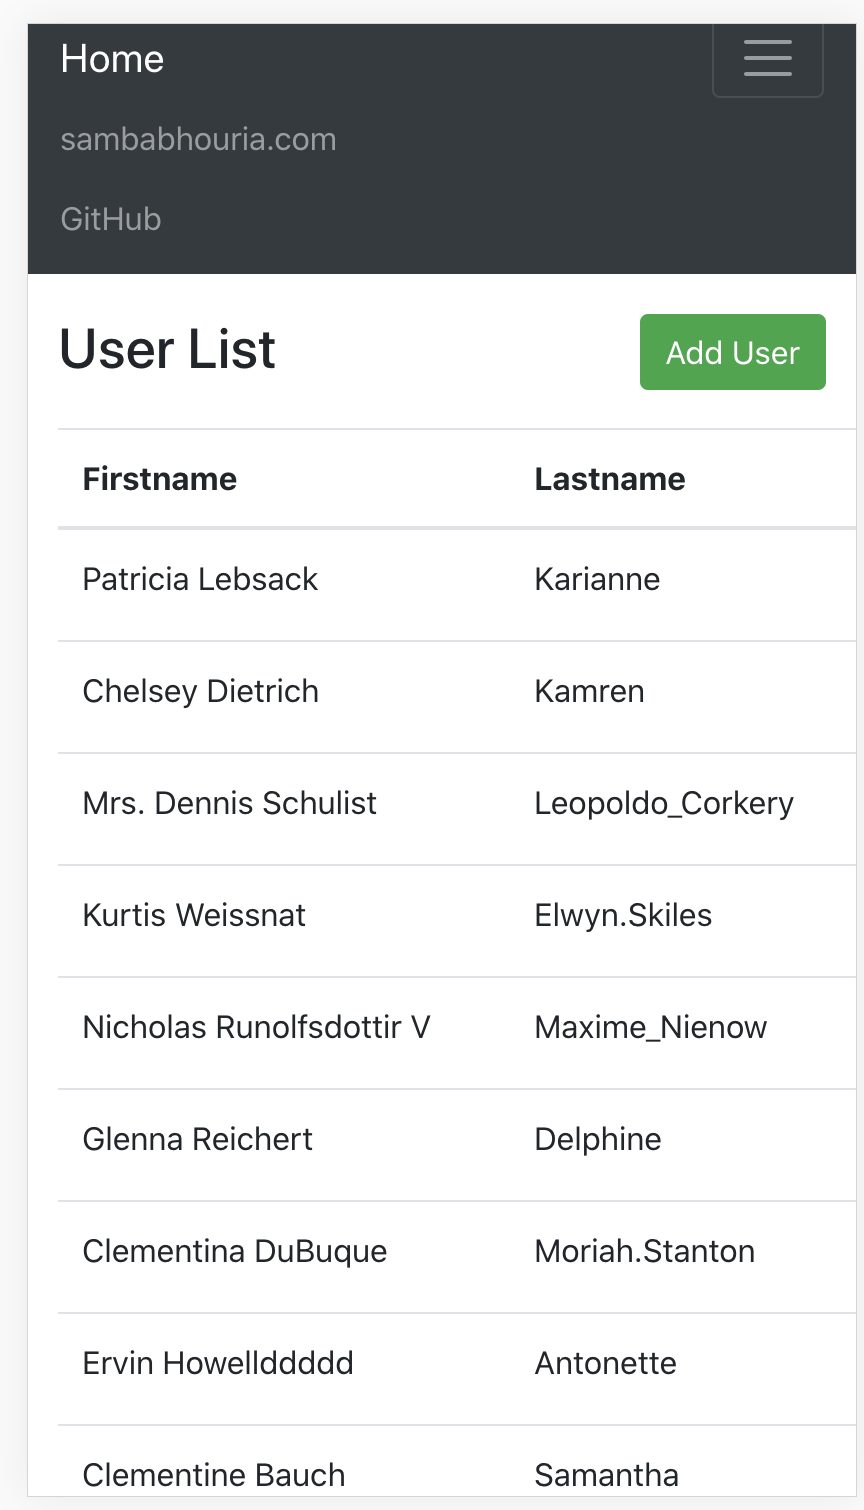 Home
sambabhouria.com
GitHub
User List
Add User
Firstname Lastname
Patricia Lebsack Karianne
Chelsey Dietrich Kamren
Mrs. Dennis Schulist Leopoldo_Corkery
Kurtis Weissnat Elwyn.Skiles
Nicholas Runolfsdottir V Maxime_Nienow
Glenna Reichert Delphine
Clementina DuBuque Moriah.Stanton
Ervin Howellddddd Antonette
Clementine Bauch Samantha